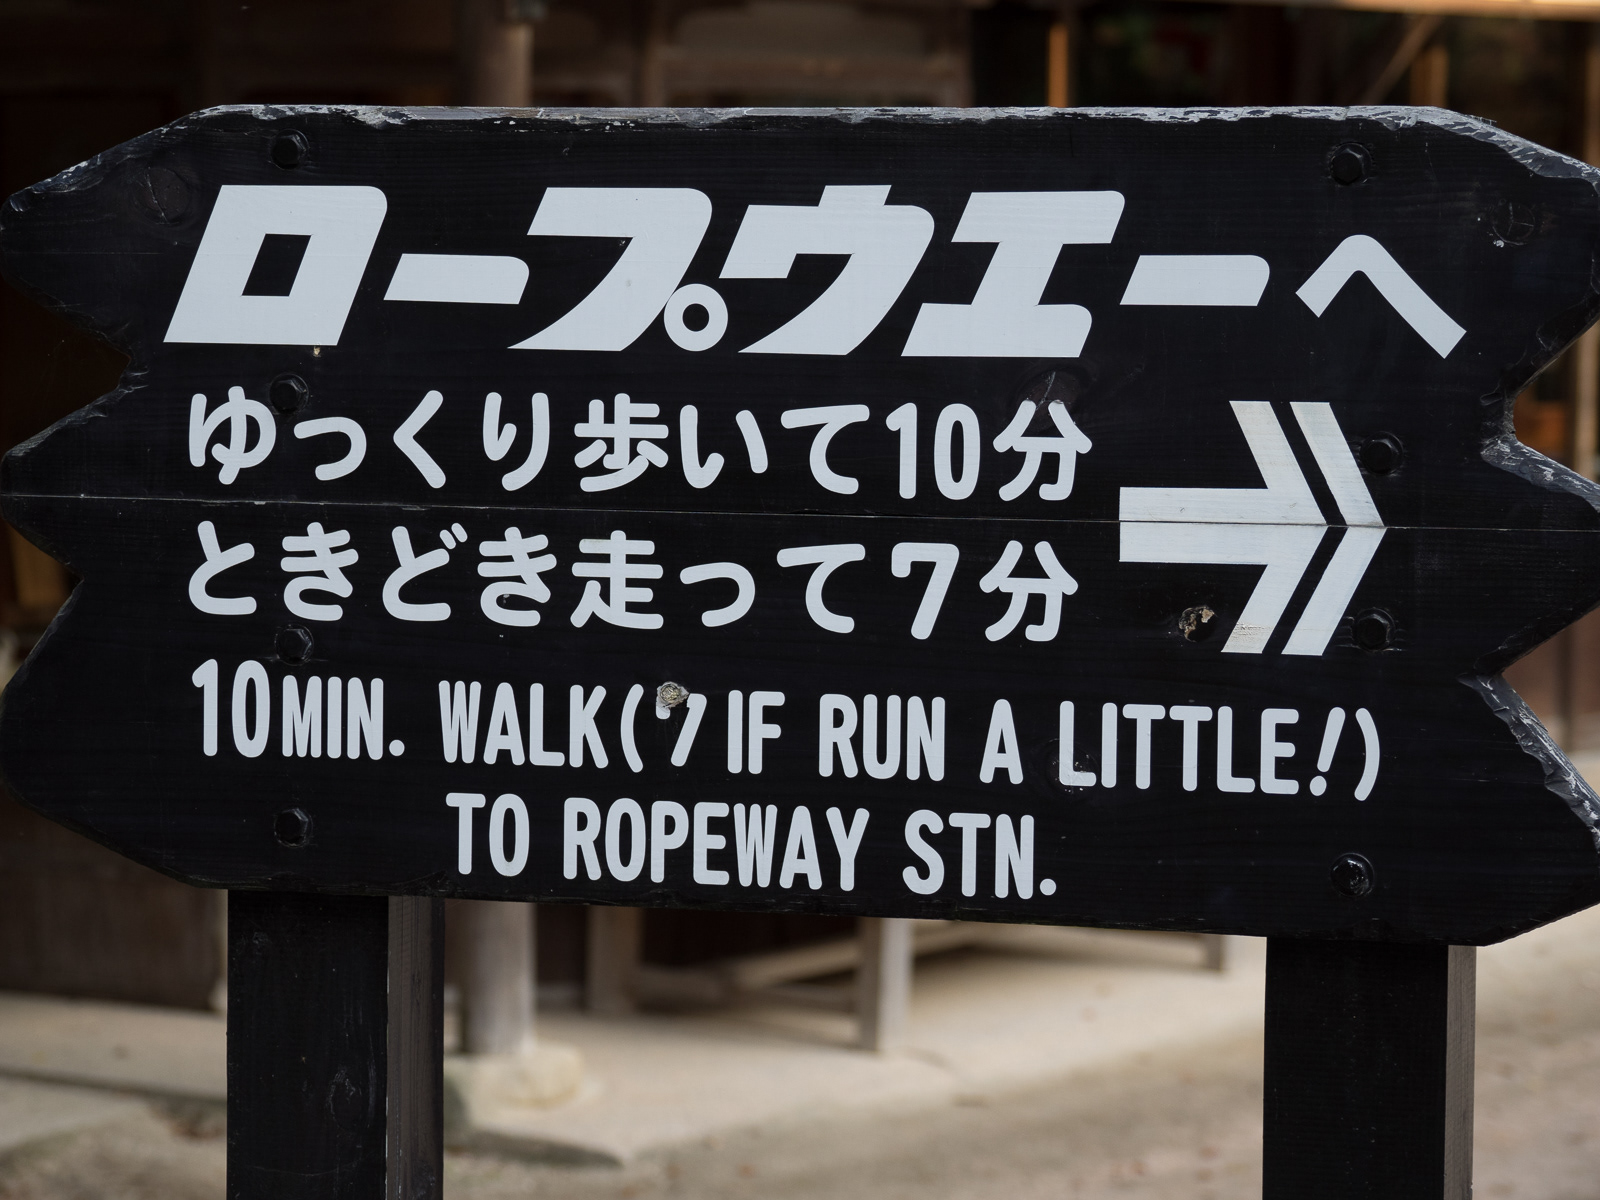 ロープウエーへ
ゆっくり歩いて10分
ときどき走って7分
10MIN. WALK(7 IF RUN A LITTLE!)
TO ROPEWAY STN.